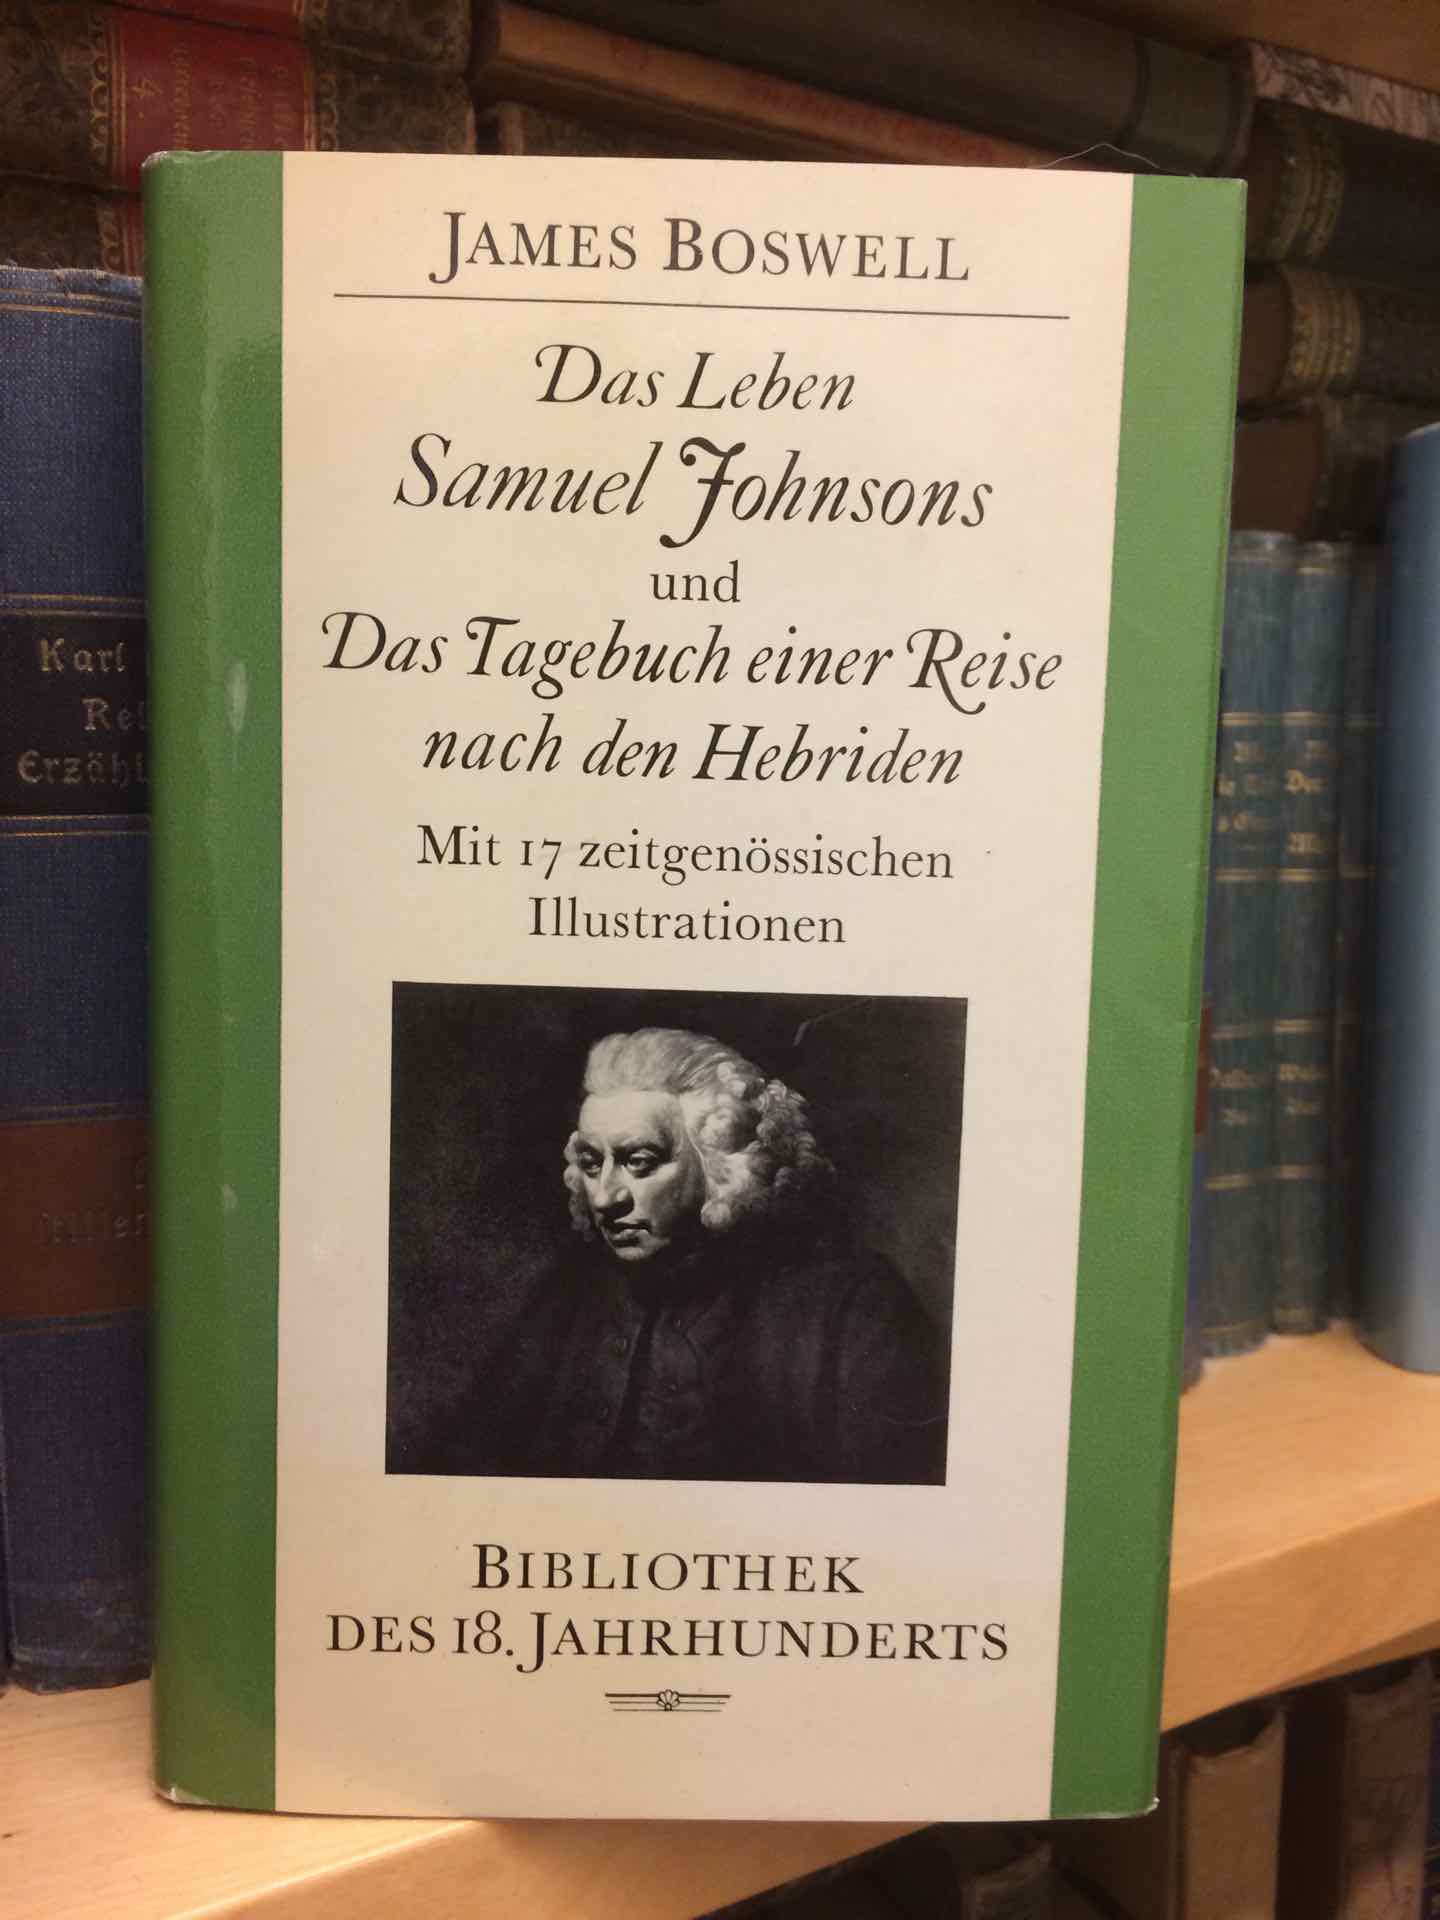 James Boswell
Das Leben
Samuel Johnsons
und
Das Tagebuch einer Reise
nach den Hebriden
Mit 17 zeitgenössischen
Illustrationen
Bibliothek
des 18. Jahrhunderts
Karl
4.